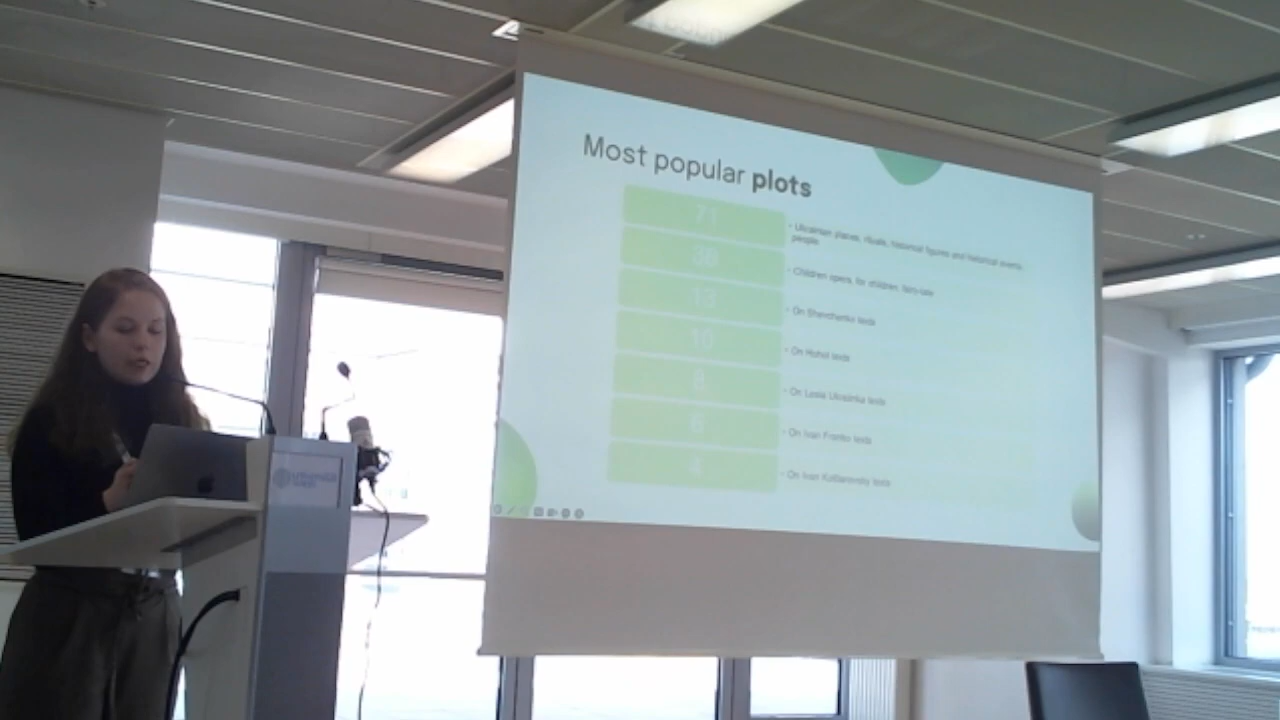 Most popular plots
71
• Ukrainian places, rituals, historical figures and historical events,
people
30
• Children opera, for children, fairy-tale
13
• On Shevchenko texts
10
• On Hohol texts
8
• On Lesia Ukrainka texts
6
• On Ivan Franko texts
4
• On Ivan Kotliarevsky texts